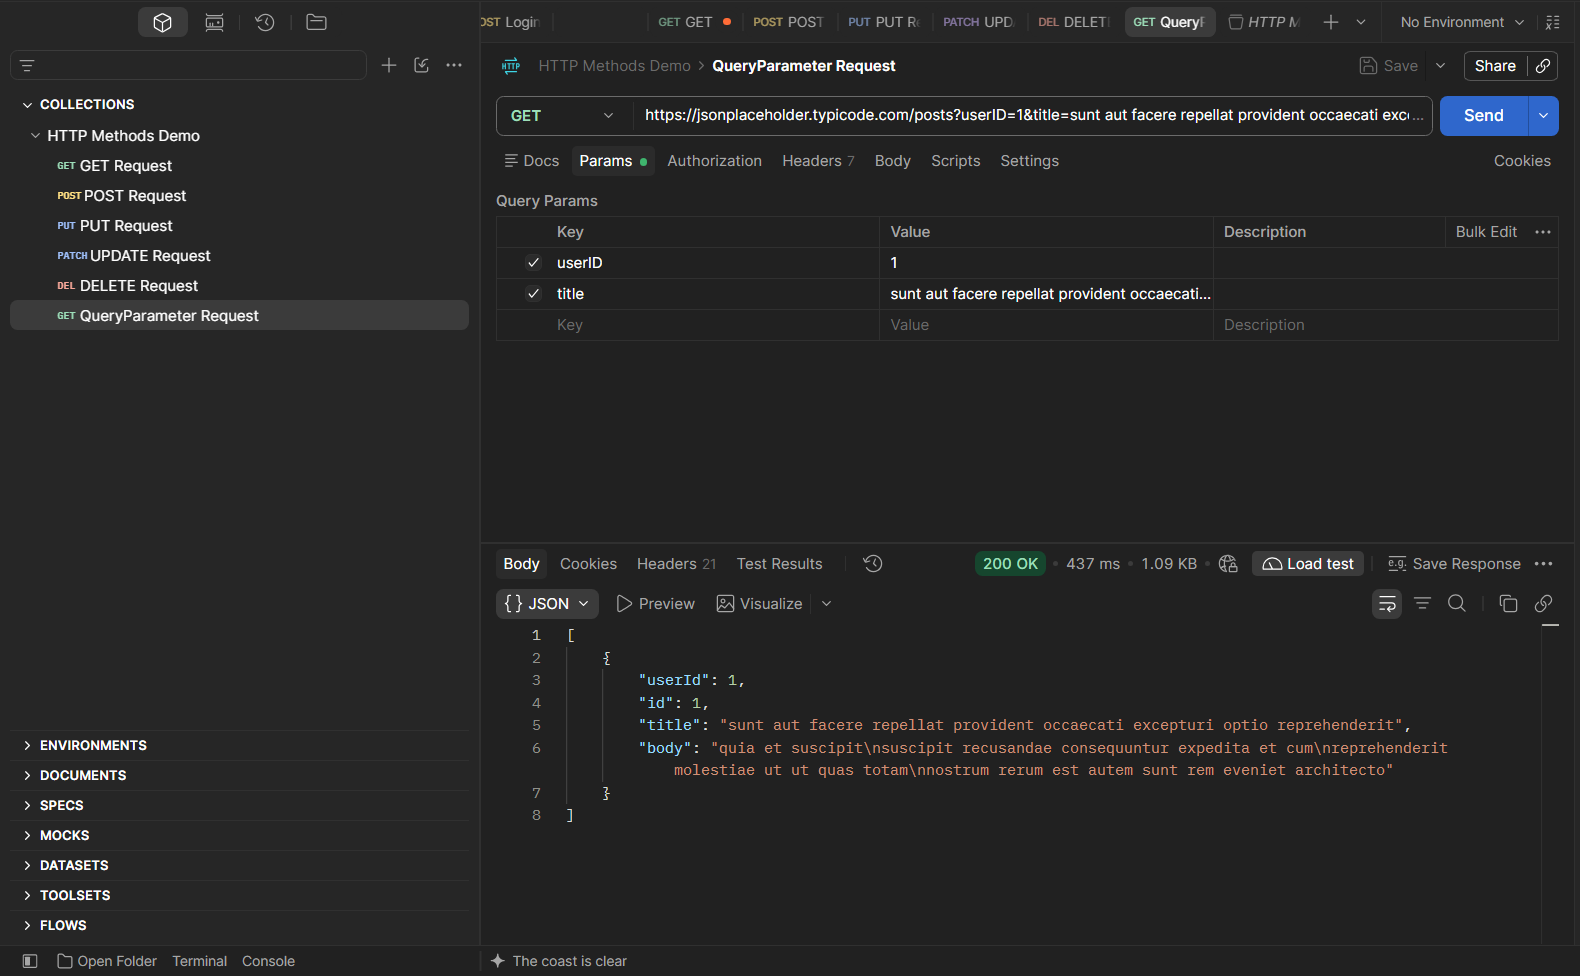 OST Login
GET GET
POST POST
PUT PUT Re
PATCH UPD
DEL DELET
GET QueryP
HTTP M
No Environment
HTTP
HTTP Methods Demo > QueryParameter Request
Save
Share
COLLECTIONS
HTTP Methods Demo
GET GET Request
POST POST Request
PUT PUT Request
PATCH UPDATE Request
DEL DELETE Request
GET QueryParameter Request
ENVIRONMENTS
DOCUMENTS
SPECS
MOCKS
DATASETS
TOOLSETS
FLOWS
GET
https://jsonplaceholder.typicode.com/posts?userID=1&title=sunt aut facere repellat provident occaecati exc...
Send
Docs Params Authorization Headers 7 Body Scripts Settings Cookies
Query Params
Key Value Description Bulk Edit
userID 1
title sunt aut facere repellat provident occaecati...
Key Value Description
Body Cookies Headers 21 Test Results 200 OK • 437 ms • 1.09 KB • Load test e.g. Save Response
{} JSON Preview Visualize
1 [
2 {
3 "userId": 1,
4 "id": 1,
5 "title": "sunt aut facere repellat provident occaecati excepturi optio reprehenderit",
6 "body": "quia et suscipit\nsuscipit recusandae consequuntur expedita et cum\nreprehenderit
molestiae ut ut quas totam\nnostrum rerum est autem sunt rem eveniet architecto"
7 }
8 ]
Open Folder Terminal Console
The coast is clear